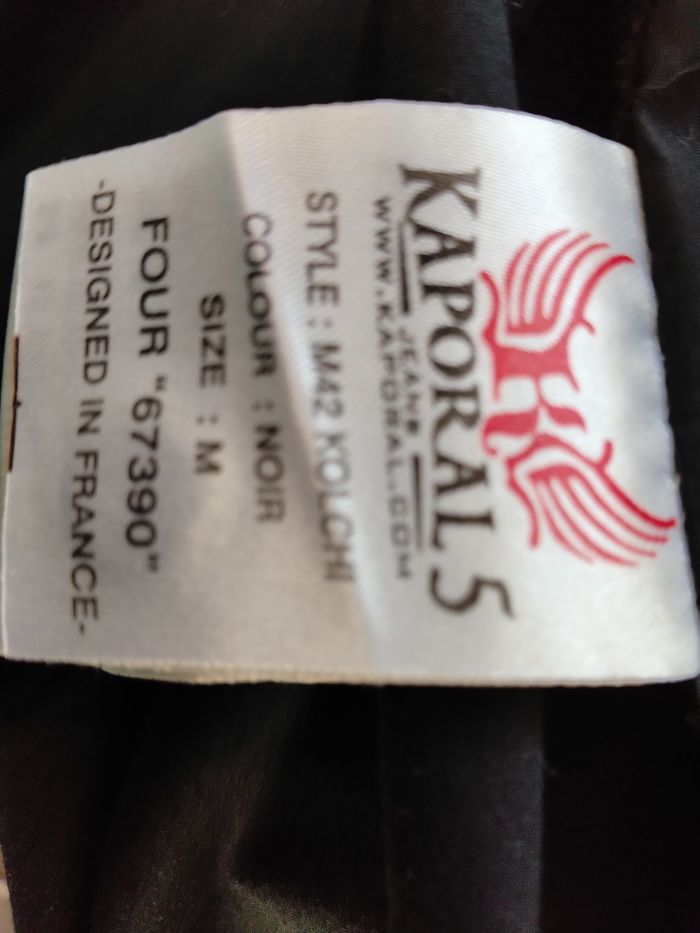 KAPORAL 5
JEANS
WWW.KAPORAL.COM
STYLE : M42 KOLCHI
COLOUR : NOIR
SIZE : M
FOUR "67390"
-DESIGNED IN FRANCE-